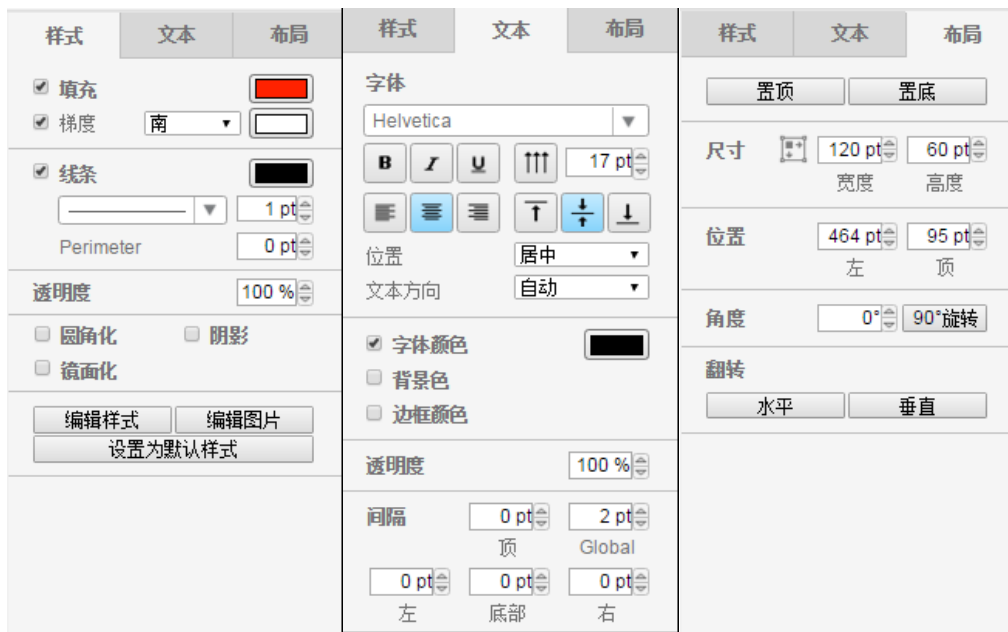 样式 文本 布局
填充
梯度 南
线条
1 pt
Perimeter 0 pt
透明度 100 %
圆角化 阴影
镜面化
编辑样式 编辑图片
设置为默认样式
样式 文本 布局
字体
Helvetica
B I U 17 pt
位置 居中
文本方向 自动
字体颜色
背景色
边框颜色
透明度 100 %
间隔 0 pt 2 pt
顶 Global
0 pt 0 pt 0 pt
左 底部 右
样式 文本 布局
置顶 置底
尺寸 120 pt 60 pt
宽度 高度
位置 464 pt 95 pt
左 顶
角度 0° 90°旋转
翻转
水平 垂直